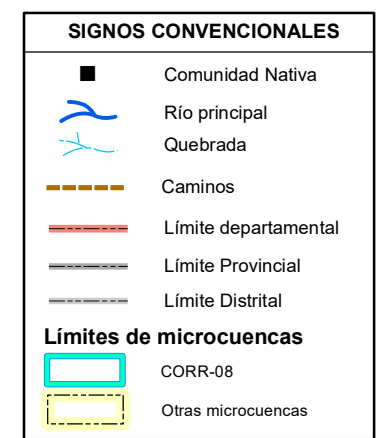 SIGNOS CONVENCIONALES
Comunidad Nativa
Río principal
Quebrada
Caminos
Límite departamental
Límite Provincial
Límite Distrital
Límites de microcuencas
CORR-08
Otras microcuencas